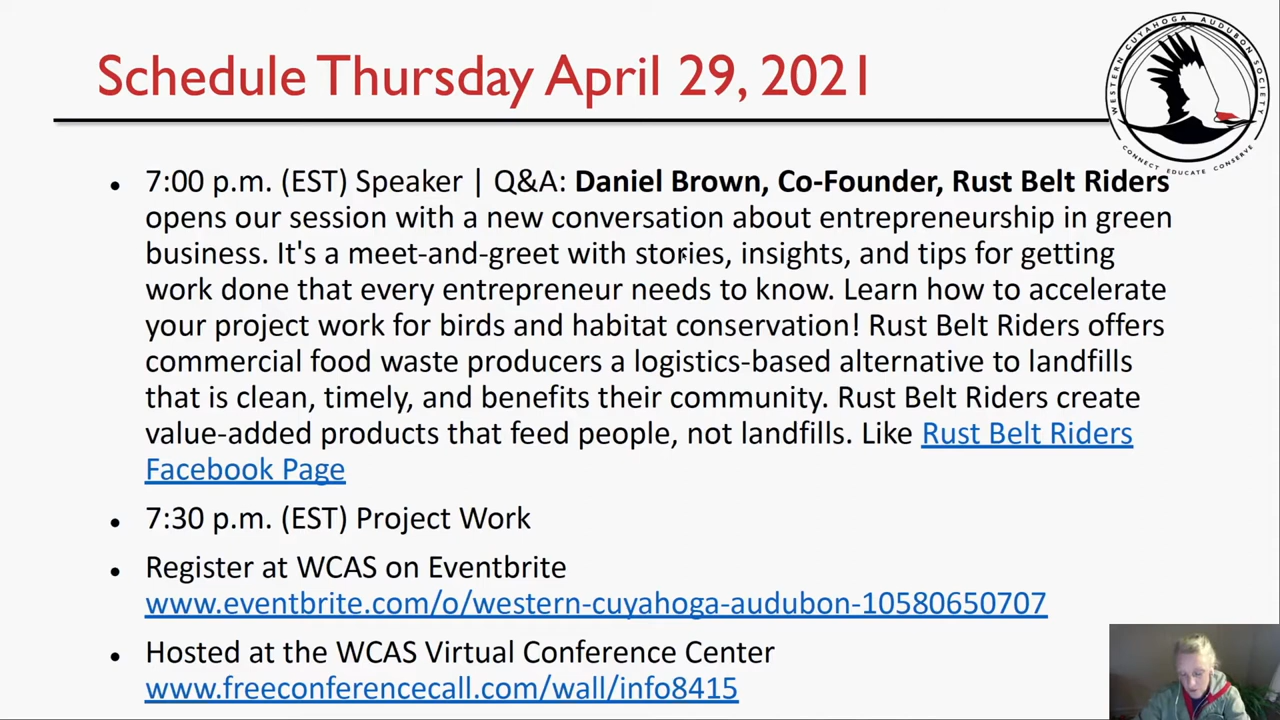 Schedule Thursday April 29, 2021
WESTERN CUYAHOGA AUDUBON SOCIETY
CONNECT EDUCATE CONSERVE
7:00 p.m. (EST) Speaker | Q&A: Daniel Brown, Co-Founder, Rust Belt Riders
opens our session with a new conversation about entrepreneurship in green
business. It's a meet-and-greet with stories, insights, and tips for getting
work done that every entrepreneur needs to know. Learn how to accelerate
your project work for birds and habitat conservation! Rust Belt Riders offers
commercial food waste producers a logistics-based alternative to landfills
that is clean, timely, and benefits their community. Rust Belt Riders create
value-added products that feed people, not landfills. Like Rust Belt Riders
Facebook Page
7:30 p.m. (EST) Project Work
Register at WCAS on Eventbrite
www.eventbrite.com/o/western-cuyahoga-audubon-10580650707
Hosted at the WCAS Virtual Conference Center
www.freeconferencecall.com/wall/info8415